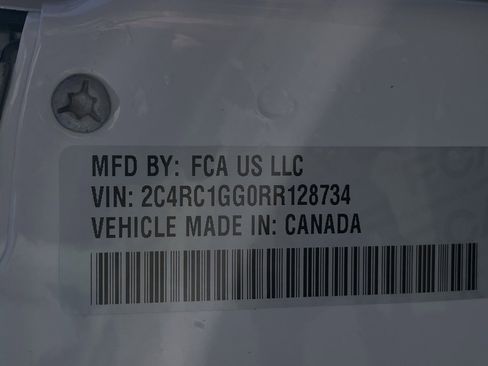 MFD BY: FCA US LLC
VIN: 2C4RC1GG0RR128734
VEHICLE MADE IN: CANADA